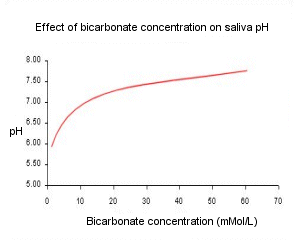 Effect of bicarbonate concentration on saliva pH
8.00
7.50
7.00
6.50
6.00
5.50
5.00
pH
0 10 20 30 40 50 60 70
Bicarbonate concentration (mMol/L)